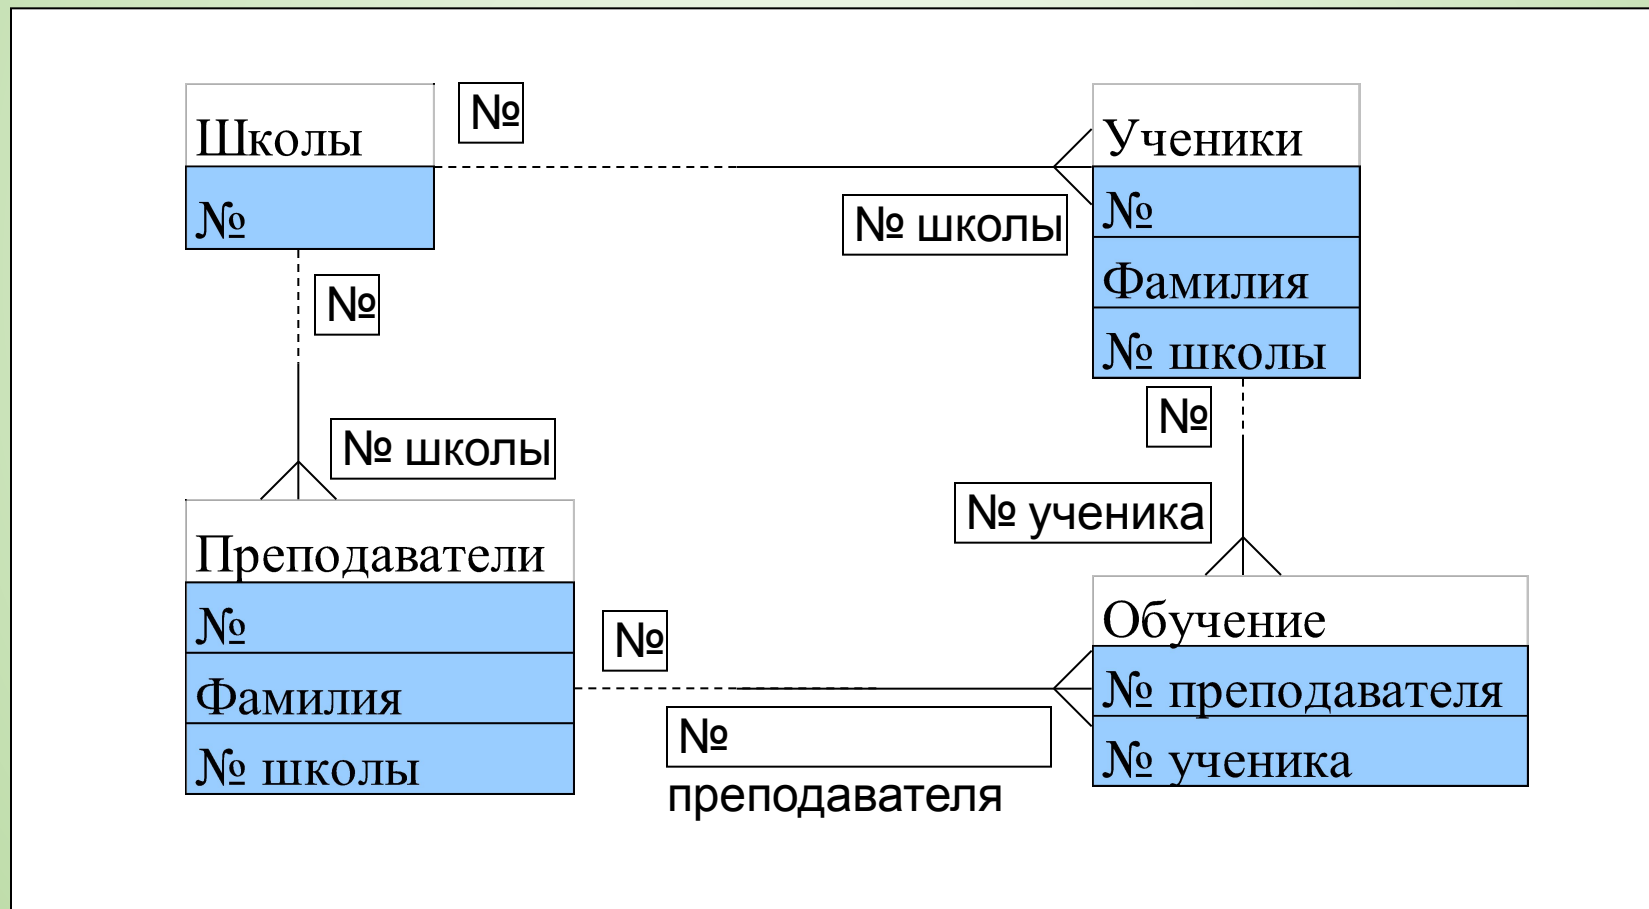 Школы
№
№
№ школы
Ученики
№
Фамилия
№ школы
№
№ школы
№
№ ученика
Преподаватели
№
Фамилия
№ школы
№
№
преподавателя
Обучение
№ преподавателя
№ ученика